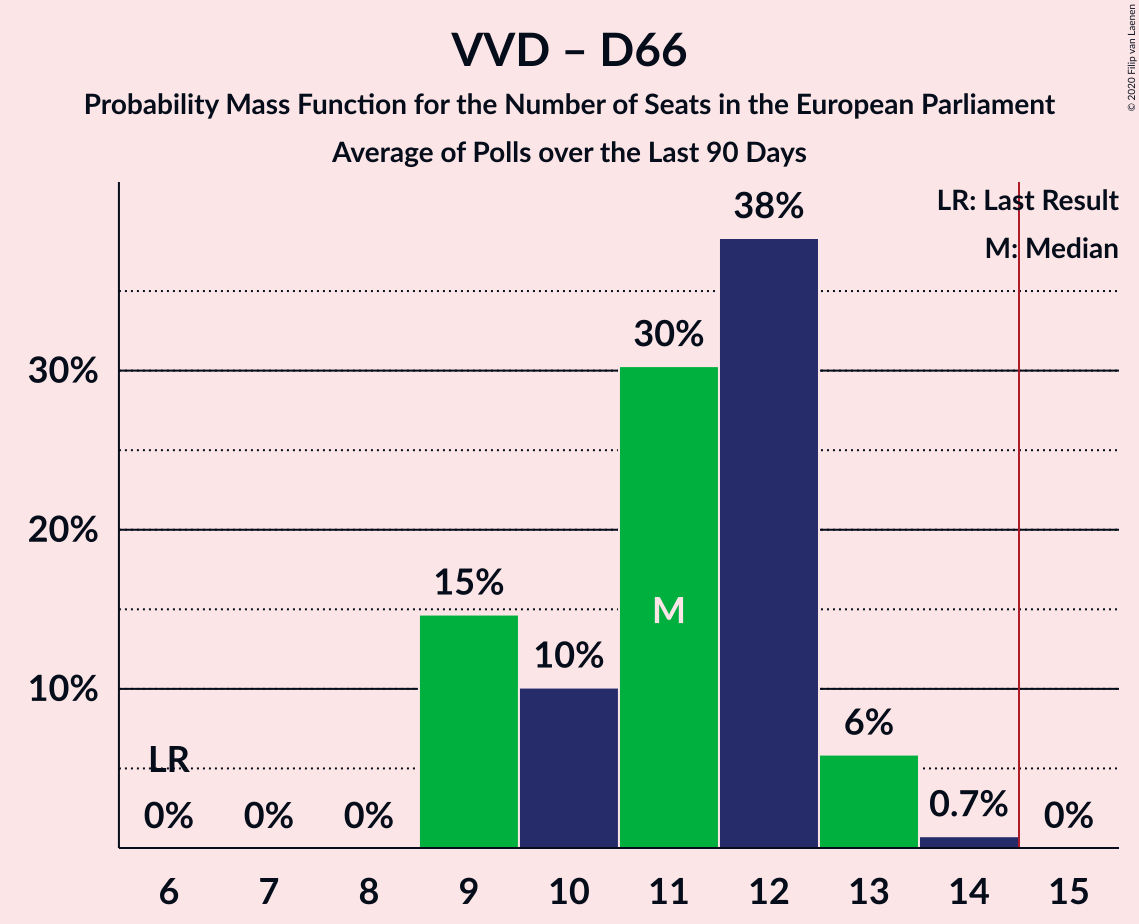 VVD – D66
Probability Mass Function for the Number of Seats in the European Parliament
Average of Polls over the Last 90 Days
© 2020 Filip van Laenen
LR: Last Result
M: Median
38%
30%
15%
10%
6%
0.7%
0%
0%
0%
0%
LR
M
30%
20%
10%
6
7
8
9
10
11
12
13
14
15